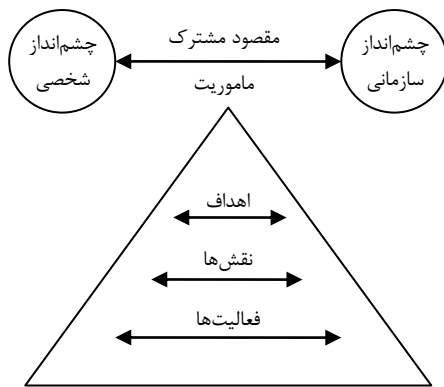 چشم‌انداز
سازمانی
مقصود مشترک
ماموریت
چشم‌انداز
شخصی
اهداف
نقش‌ها
فعالیت‌ها